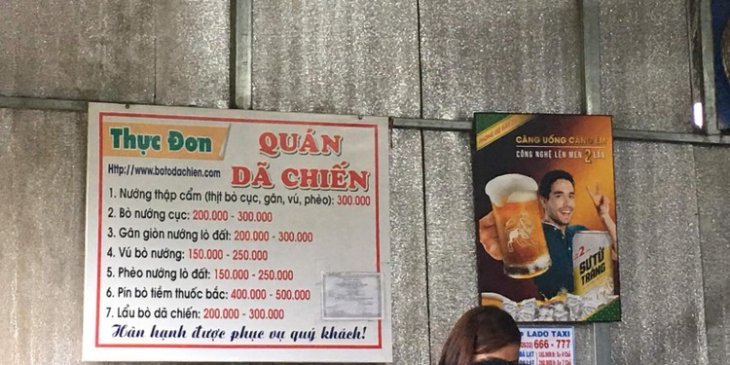 Thực Đơn
QUÁN
DÃ CHIẾN
Http://www.botodachien.com
1. Nướng thập cẩm (thịt bò cục, gân, vú, phèo): 300.000
2. Bò nướng cục: 200.000 - 300.000
3. Gân giòn nướng lò đất: 200.000 - 300.000
4. Vú bò nướng: 150.000 - 250.000
5. Phèo nướng lò đất: 150.000 - 250.000
6. Pín bò tiềm thuốc bắc: 400.000 - 500.000
7. Lẩu bò dã chiến: 200.000 - 300.000
Hân hạnh được phục vụ quý khách!
CÀNG UỐNG CÀNG ÊM
CÔNG NGHỆ LÊN MEN 2 LẦN
2
SƯ TỬ
TRẮNG
LADO TAXI
666 - 777